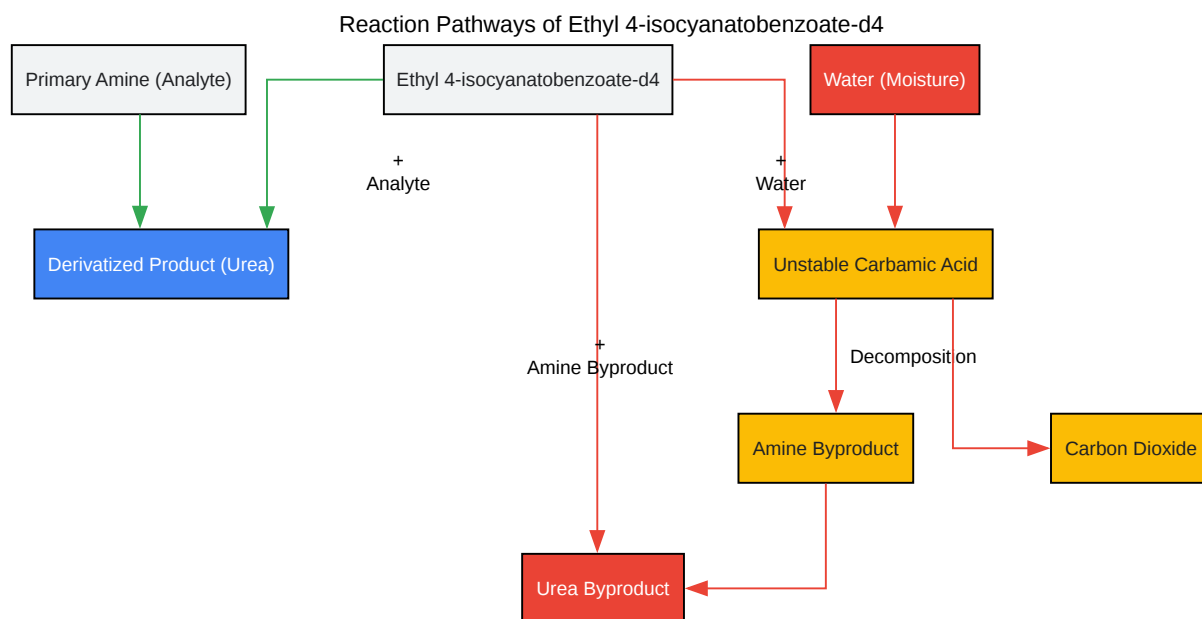 Reaction Pathways of Ethyl 4-isocyanatobenzoate-d4
Primary Amine (Analyte)
Ethyl 4-isocyanatobenzoate-d4
Water (Moisture)
+
Analyte
+
Water
Derivatized Product (Urea)
Unstable Carbamic Acid
+
Amine Byproduct
Decomposition
Amine Byproduct
Carbon Dioxide
Urea Byproduct